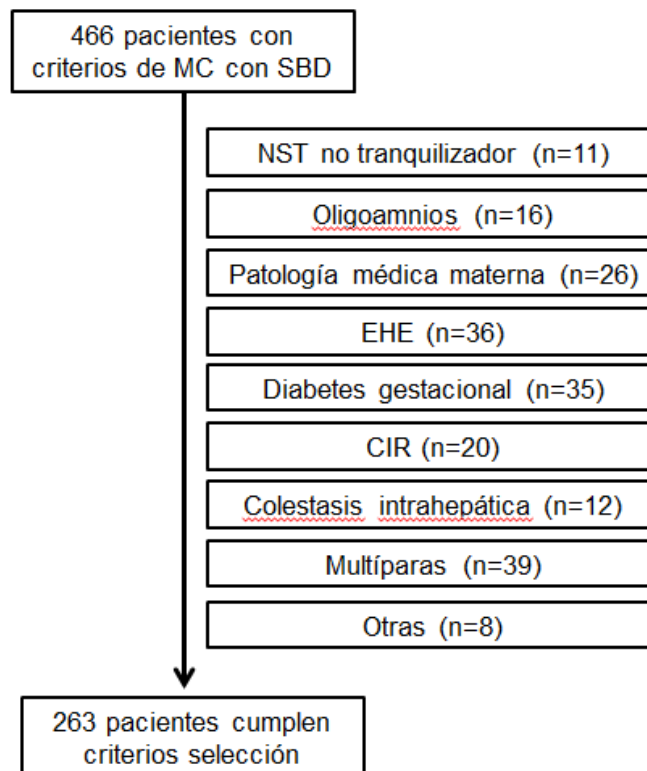 466 pacientes con
criterios de MC con SBD
NST no tranquilizador (n=11)
Oligoamnios (n=16)
Patología médica materna (n=26)
EHE (n=36)
Diabetes gestacional (n=35)
CIR (n=20)
Colestasis intrahepática (n=12)
Multíparas (n=39)
Otras (n=8)
263 pacientes cumplen
criterios selección